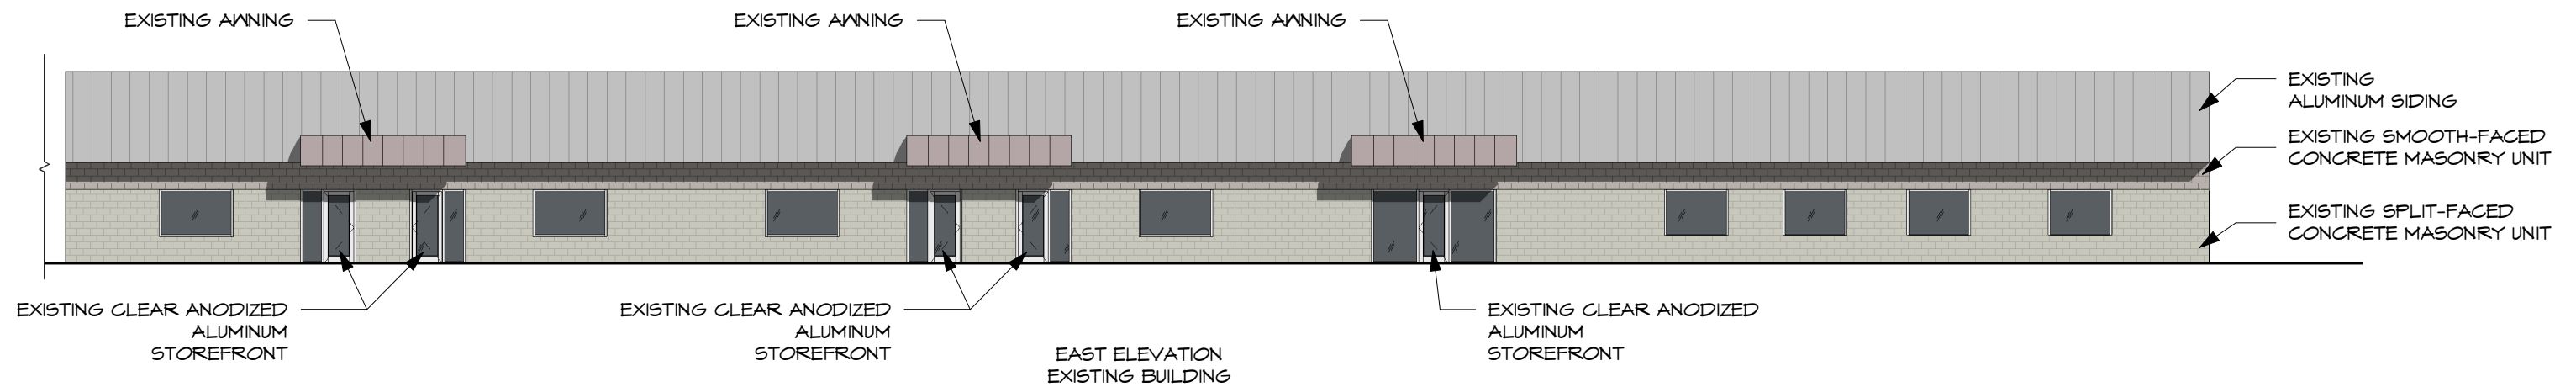 EXISTING AWNING
EXISTING AWNING
EXISTING AWNING
EXISTING
ALUMINUM SIDING
EXISTING SMOOTH-FACED
CONCRETE MASONRY UNIT
EXISTING SPLIT-FACED
CONCRETE MASONRY UNIT
EXISTING CLEAR ANODIZED
ALUMINUM
STOREFRONT
EXISTING CLEAR ANODIZED
ALUMINUM
STOREFRONT
EXISTING CLEAR ANODIZED
ALUMINUM
STOREFRONT
EAST ELEVATION
EXISTING BUILDING